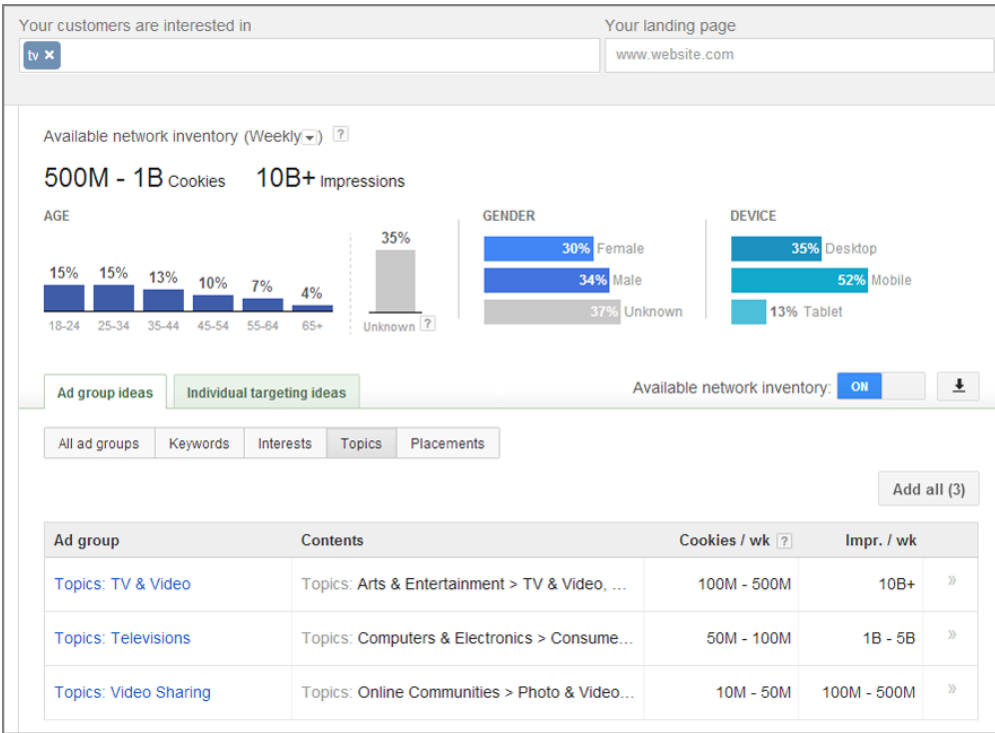 Your customers are interested in Your landing page
tv × www.website.com
Available network inventory (Weekly) ?
500M - 1B Cookies 10B+ Impressions
AGE GENDER DEVICE
35%
30% Female 35% Desktop
15% 15% 13% 10% 7% 4%
34% Male 52% Mobile
37% Unknown 13% Tablet
18-24 25-34 35-44 45-54 55-64 65+ Unknown ?
Ad group ideas Individual targeting ideas Available network inventory: ON
All ad groups Keywords Interests Topics Placements
Add all (3)
Ad group Contents Cookies / wk ? Impr. / wk
Topics: TV & Video Topics: Arts & Entertainment > TV & Video, ... 100M - 500M 10B+ »
Topics: Televisions Topics: Computers & Electronics > Consume... 50M - 100M 1B - 5B »
Topics: Video Sharing Topics: Online Communities > Photo & Video... 10M - 50M 100M - 500M »